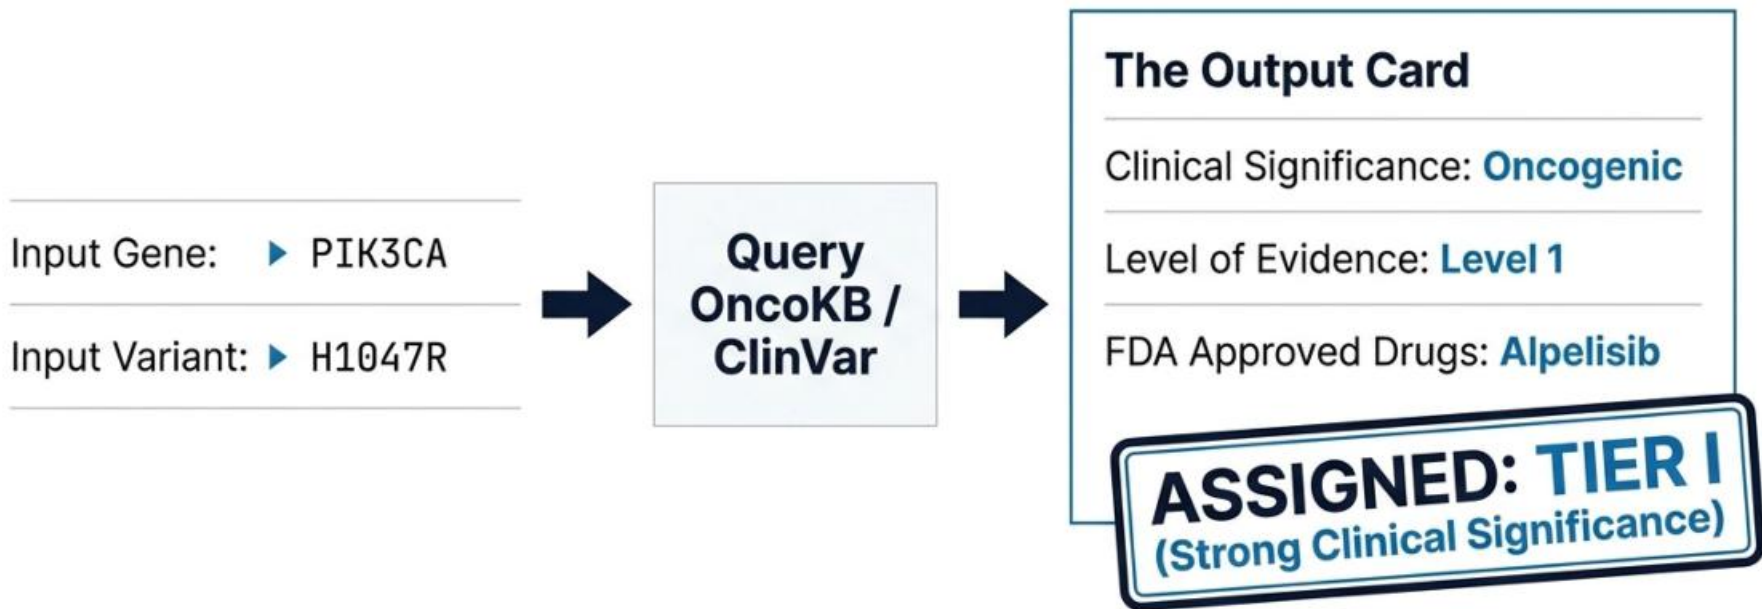 Input Gene: ▶ PIK3CA
Input Variant: ▶ H1047R
Query
OncoKB /
ClinVar
The Output Card
Clinical Significance: Oncogenic
Level of Evidence: Level 1
FDA Approved Drugs: Alpelisib
ASSIGNED: TIER I
(Strong Clinical Significance)